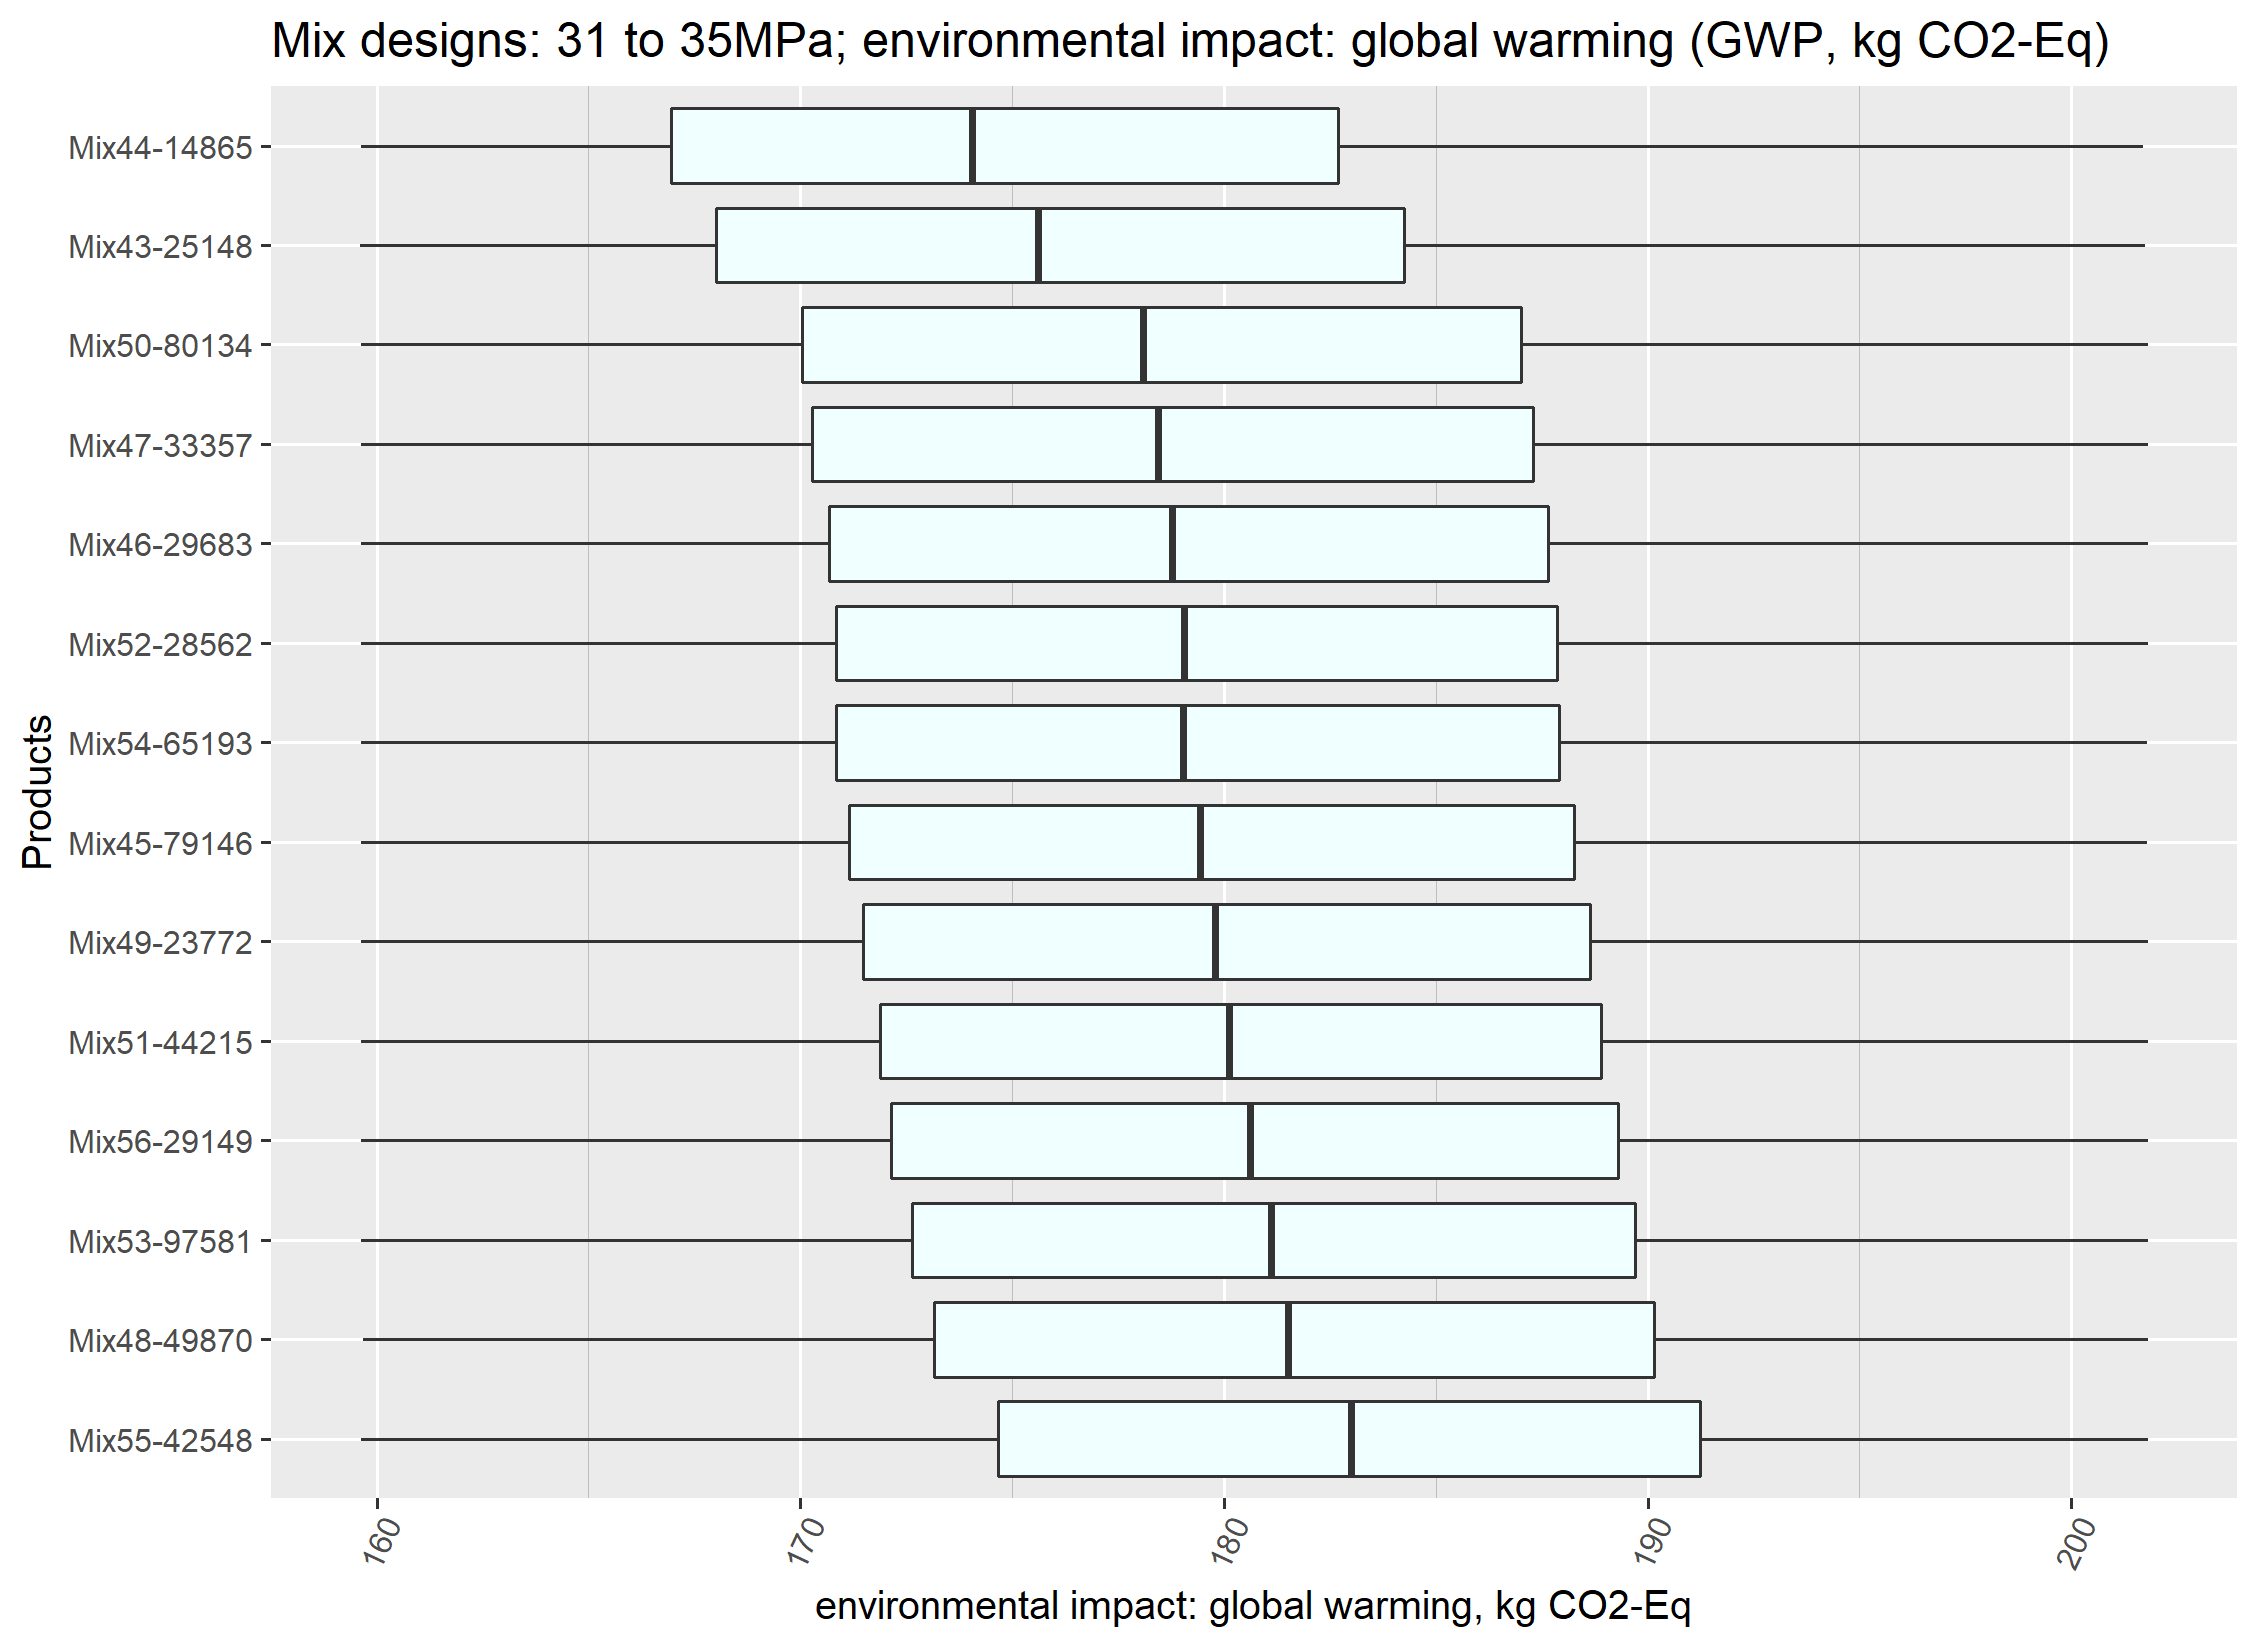 Mix designs: 31 to 35MPa; environmental impact: global warming (GWP, kg CO2-Eq)
Products
Mix44-14865
Mix43-25148
Mix50-80134
Mix47-33357
Mix46-29683
Mix52-28562
Mix54-65193
Mix45-79146
Mix49-23772
Mix51-44215
Mix56-29149
Mix53-97581
Mix48-49870
Mix55-42548
160 170 180 190 200
environmental impact: global warming, kg CO2-Eq